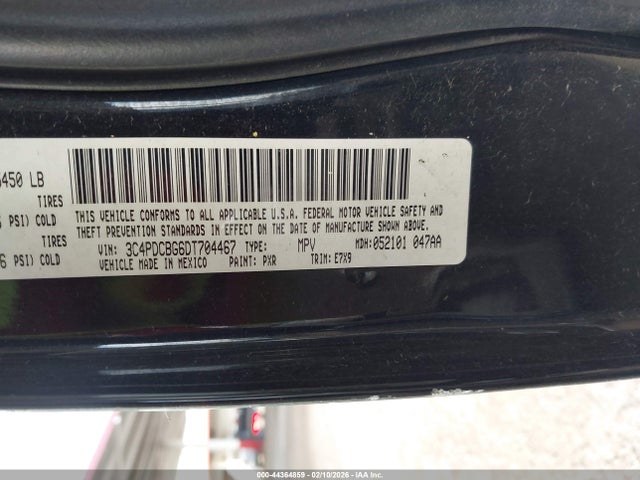 450 LB
TIRES
PSI) COLD
TIRES
PSI) COLD
THIS VEHICLE CONFORMS TO ALL APPLICABLE U.S.A. FEDERAL MOTOR VEHICLE SAFETY AND
THEFT PREVENTION STANDARDS IN EFFECT ON THE DATE OF MANUFACTURE SHOWN ABOVE.
VIN: 3C4PDCBG6DT704467 TYPE: MPV MDH:052101 047AA
VEHICLE MADE IN MEXICO PAINT: PXR TRIM: E7X9
000-44364859 — 02/10/2026 — IAA Inc.